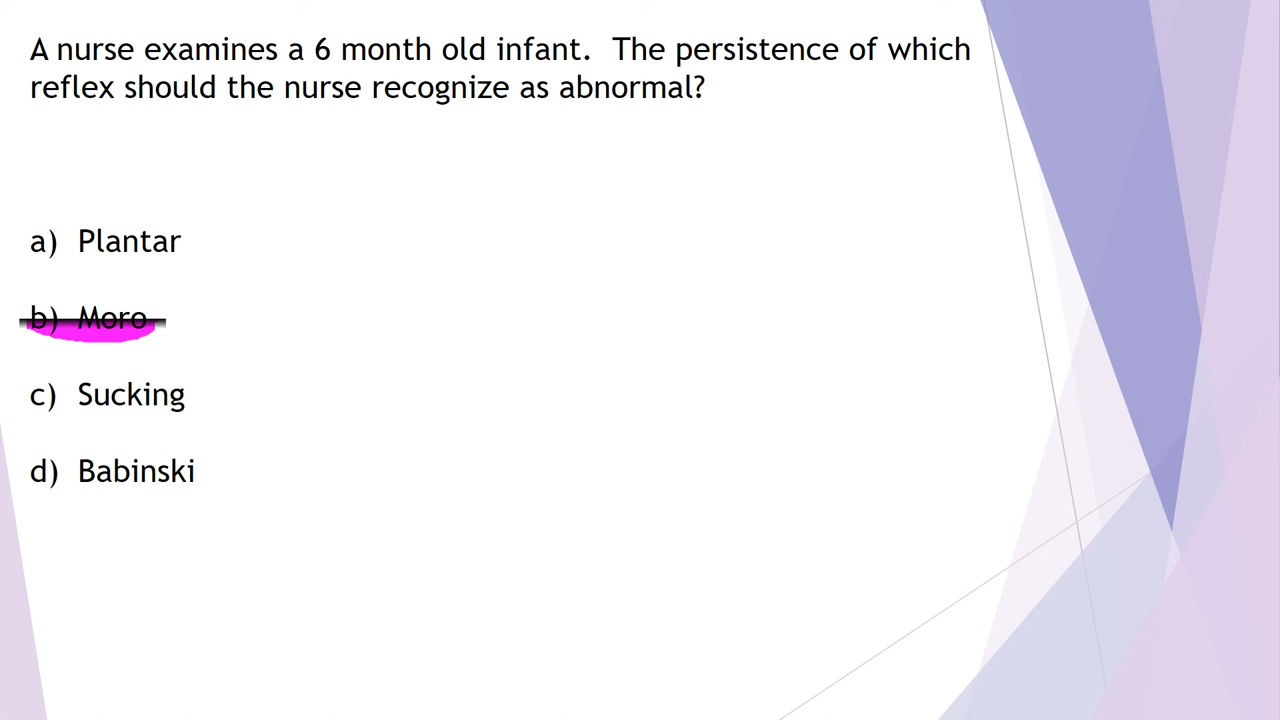 A nurse examines a 6 month old infant.  The persistence of which
reflex should the nurse recognize as abnormal?
a) Plantar
b) Moro
c) Sucking
d) Babinski